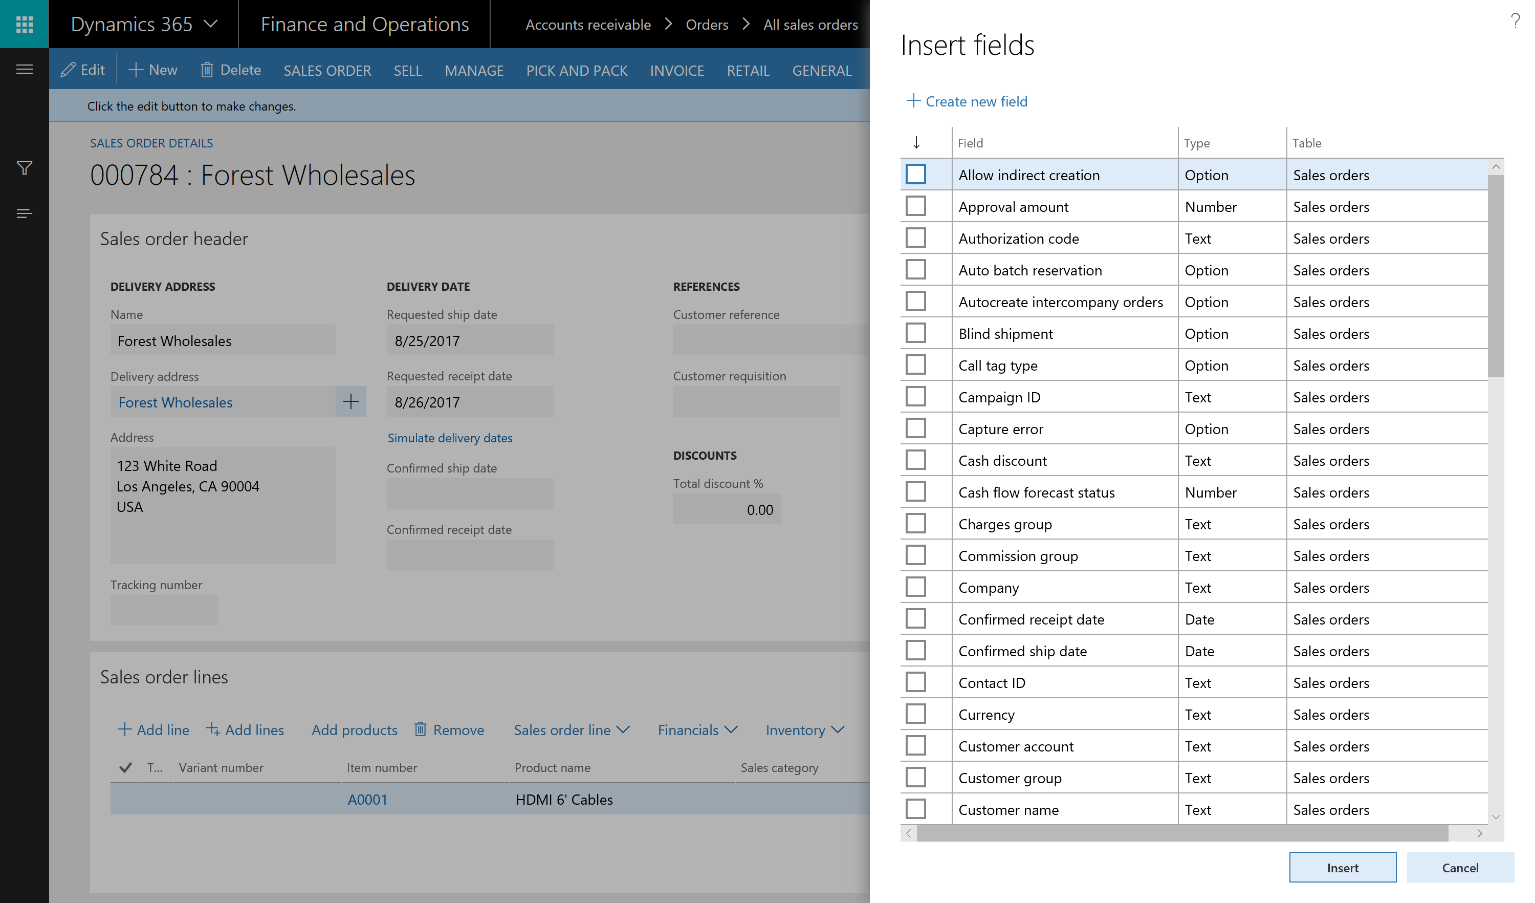 Dynamics 365
Finance and Operations
Accounts receivable > Orders > All sales orders
Edit
+ New
Delete
SALES ORDER
SELL
MANAGE
PICK AND PACK
INVOICE
RETAIL
GENERAL
Click the edit button to make changes.
SALES ORDER DETAILS
000784 : Forest Wholesales
Sales order header
DELIVERY ADDRESS
Name
Forest Wholesales
Delivery address
Forest Wholesales
Address
123 White Road
Los Angeles, CA 90004
USA
Tracking number
DELIVERY DATE
Requested ship date
8/25/2017
Requested receipt date
8/26/2017
Simulate delivery dates
Confirmed ship date
Confirmed receipt date
REFERENCES
Customer reference
Customer requisition
DISCOUNTS
Total discount %
0.00
Sales order lines
Add line
Add lines
Add products
Remove
Sales order line
Financials
Inventory
T... Variant number Item number Product name Sales category
A0001 HDMI 6' Cables
?
Insert fields
+ Create new field
Field Type Table
Allow indirect creation Option Sales orders
Approval amount Number Sales orders
Authorization code Text Sales orders
Auto batch reservation Option Sales orders
Autocreate intercompany orders Option Sales orders
Blind shipment Option Sales orders
Call tag type Option Sales orders
Campaign ID Text Sales orders
Capture error Option Sales orders
Cash discount Text Sales orders
Cash flow forecast status Number Sales orders
Charges group Text Sales orders
Commission group Text Sales orders
Company Text Sales orders
Confirmed receipt date Date Sales orders
Confirmed ship date Date Sales orders
Contact ID Text Sales orders
Currency Text Sales orders
Customer account Text Sales orders
Customer group Text Sales orders
Customer name Text Sales orders
Insert
Cancel